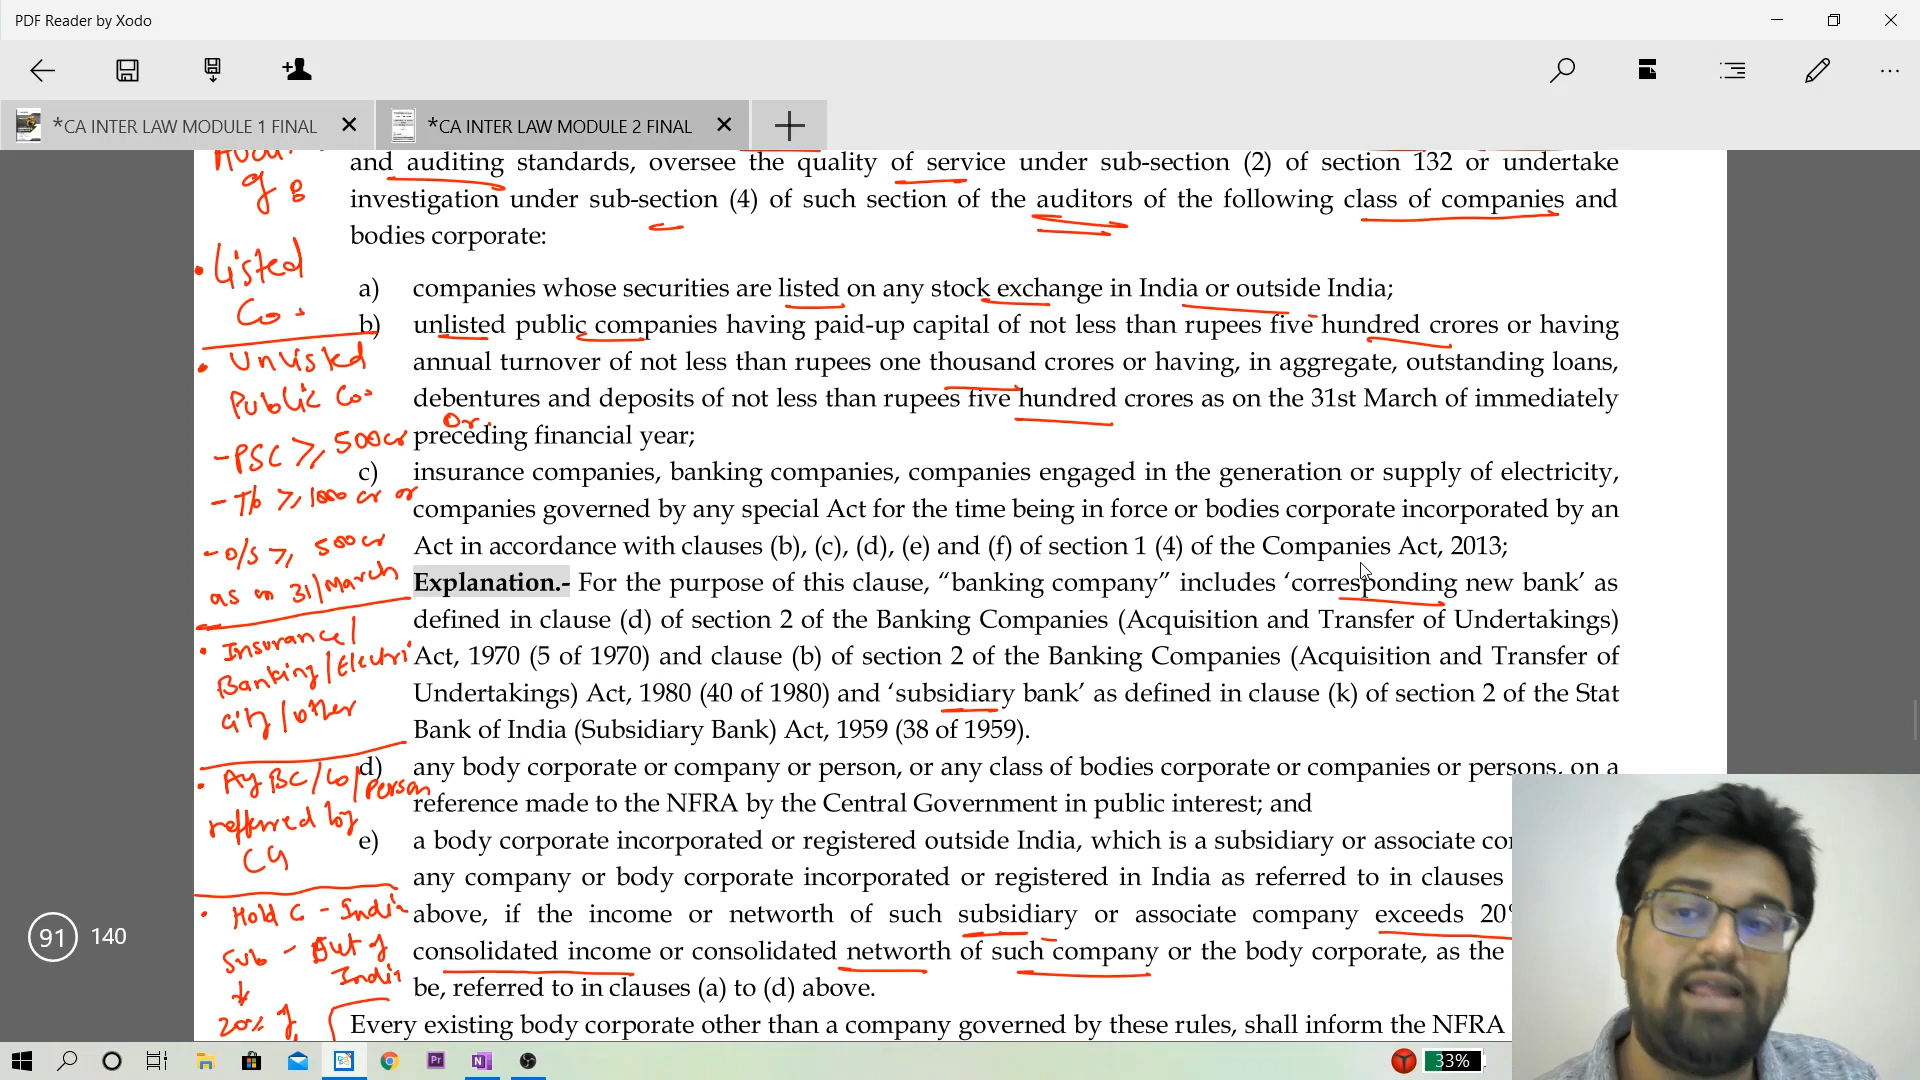 PDF Reader by Xodo
*CA INTER LAW MODULE 1 FINAL
*CA INTER LAW MODULE 2 FINAL
and auditing standards, oversee the quality of service under sub-section (2) of section 132 or undertake
investigation under sub-section (4) of such section of the auditors of the following class of companies and
bodies corporate:
a) companies whose securities are listed on any stock exchange in India or outside India;
b) unlisted public companies having paid-up capital of not less than rupees five hundred crores or having
annual turnover of not less than rupees one thousand crores or having, in aggregate, outstanding loans,
debentures and deposits of not less than rupees five hundred crores as on the 31st March of immediately
preceding financial year;
c) insurance companies, banking companies, companies engaged in the generation or supply of electricity,
companies governed by any special Act for the time being in force or bodies corporate incorporated by an
Act in accordance with clauses (b), (c), (d), (e) and (f) of section 1 (4) of the Companies Act, 2013;
Explanation.- For the purpose of this clause, “banking company” includes ‘corresponding new bank’ as
defined in clause (d) of section 2 of the Banking Companies (Acquisition and Transfer of Undertakings)
Act, 1970 (5 of 1970) and clause (b) of section 2 of the Banking Companies (Acquisition and Transfer of
Undertakings) Act, 1980 (40 of 1980) and ‘subsidiary bank’ as defined in clause (k) of section 2 of the Stat
Bank of India (Subsidiary Bank) Act, 1959 (38 of 1959).
d) any body corporate or company or person, or any class of bodies corporate or companies or persons, on a
reference made to the NFRA by the Central Government in public interest; and
e) a body corporate incorporated or registered outside India, which is a subsidiary or associate
any company or body corporate incorporated or registered in India as referred to in clauses
above, if the income or networth of such subsidiary or associate company exceeds 20%
consolidated income or consolidated networth of such company or the body corporate, as the
be, referred to in clauses (a) to (d) above.
Every existing body corporate other than a company governed by these rules, shall inform the NFRA
of 8
• Listed
Co.
• Unlisted
Public Co.
- PSC ≥ 500 cr
Or
- T/o ≥ 1000 cr or
- O/S ≥ 500 cr
as on 31/March
• Insurance/
Banking/Electri
city/other
• Any BC/Co/Person
referred by
CG
• Hold C - India
Sub - Out of
India
↓
20% of
91 140
33%